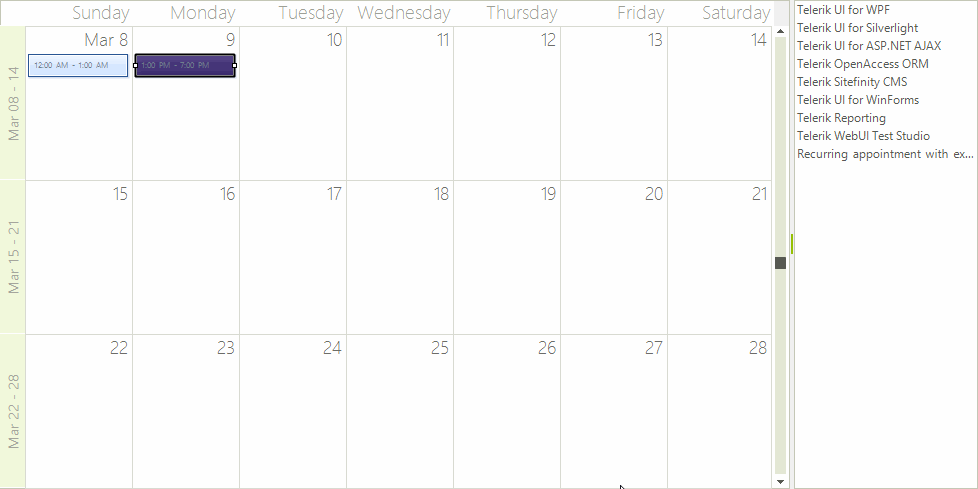 Sunday Monday Tuesday Wednesday Thursday Friday Saturday
Mar 8 9 10 11 12 13 14
12:00 AM - 1:00 AM 1:00 PM - 7:00 PM
Mar 08 - 14
15 16 17 18 19 20 21
Mar 15 - 21
22 23 24 25 26 27 28
Mar 22 - 28
Telerik UI for WPF
Telerik UI for Silverlight
Telerik UI for ASP.NET AJAX
Telerik OpenAccess ORM
Telerik Sitefinity CMS
Telerik UI for WinForms
Telerik Reporting
Telerik WebUI Test Studio
Recurring appointment with ex...